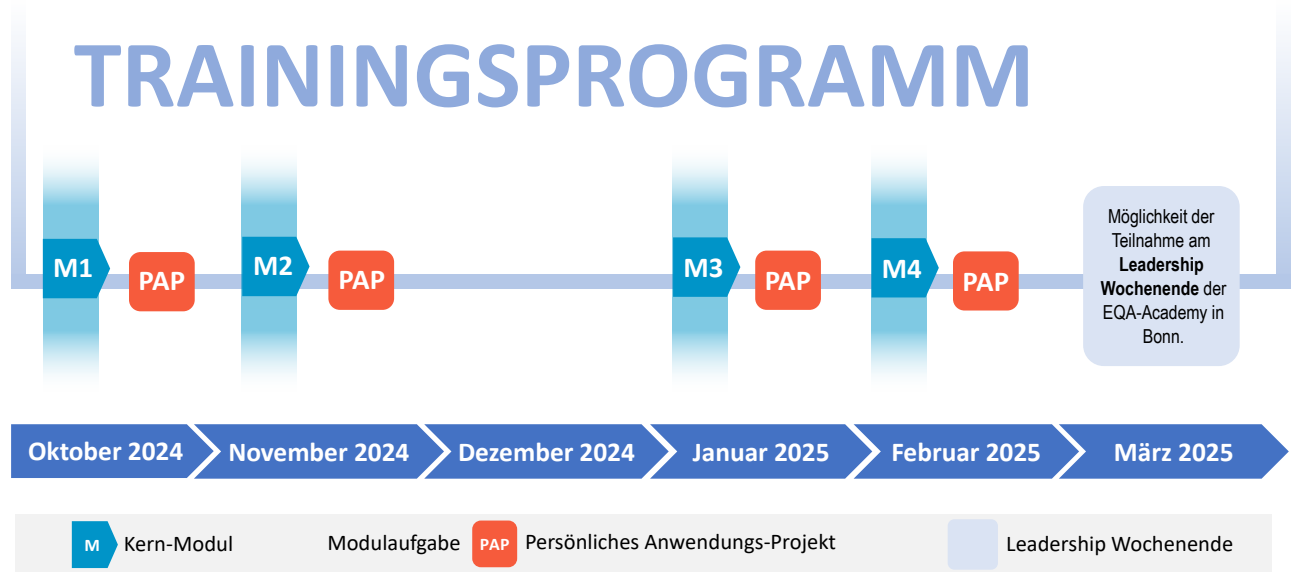 TRAININGSPROGRAMM
M1
PAP
M2
PAP
M3
PAP
M4
PAP
Möglichkeit der
Teilnahme am
Leadership
Wochenende der
EQA-Academy in
Bonn.
Oktober 2024
November 2024
Dezember 2024
Januar 2025
Februar 2025
März 2025
M Kern-Modul
Modulaufgabe PAP Persönliches Anwendungs-Projekt
Leadership Wochenende